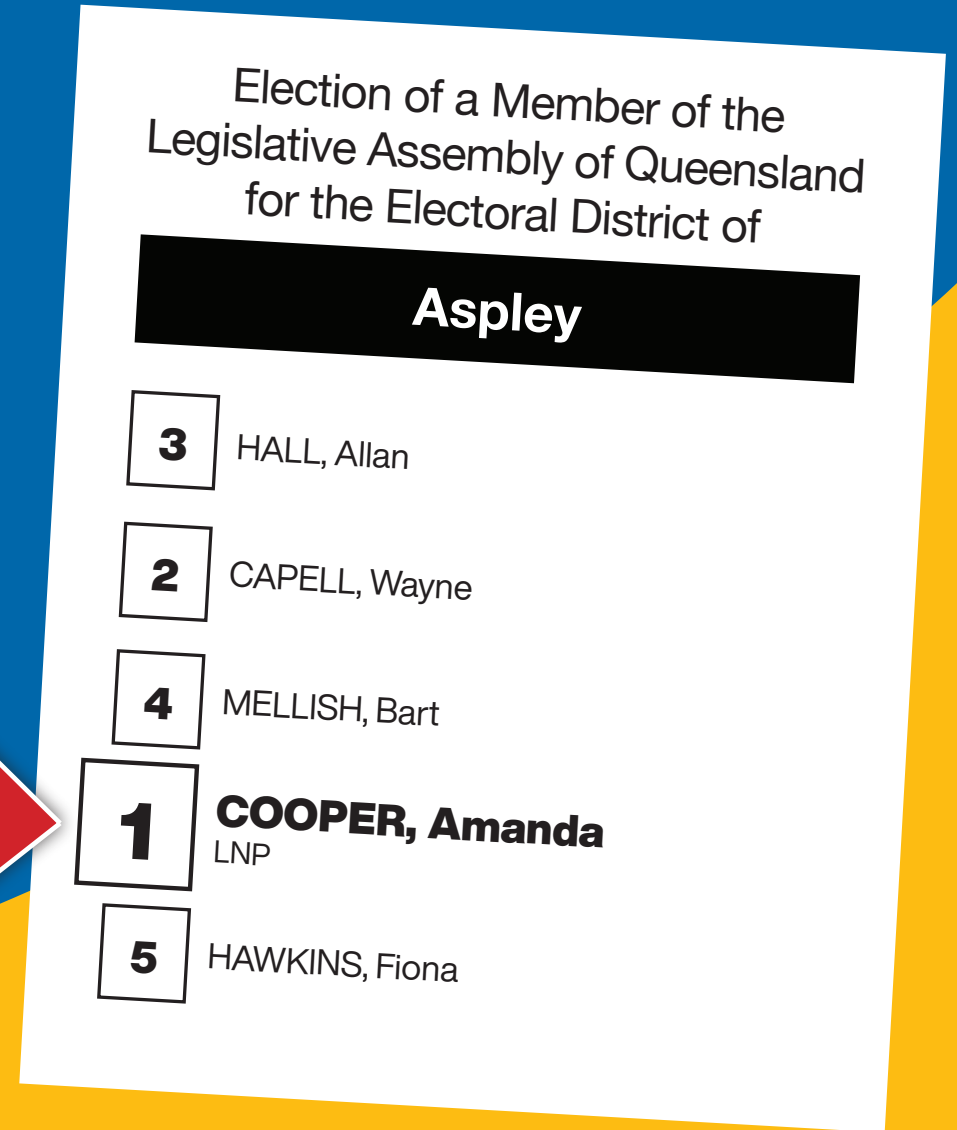 Election of a Member of the
Legislative Assembly of Queensland
for the Electoral District of
Aspley
3 HALL, Allan
2 CAPELL, Wayne
4 MELLISH, Bart
1 COOPER, Amanda
LNP
5 HAWKINS, Fiona